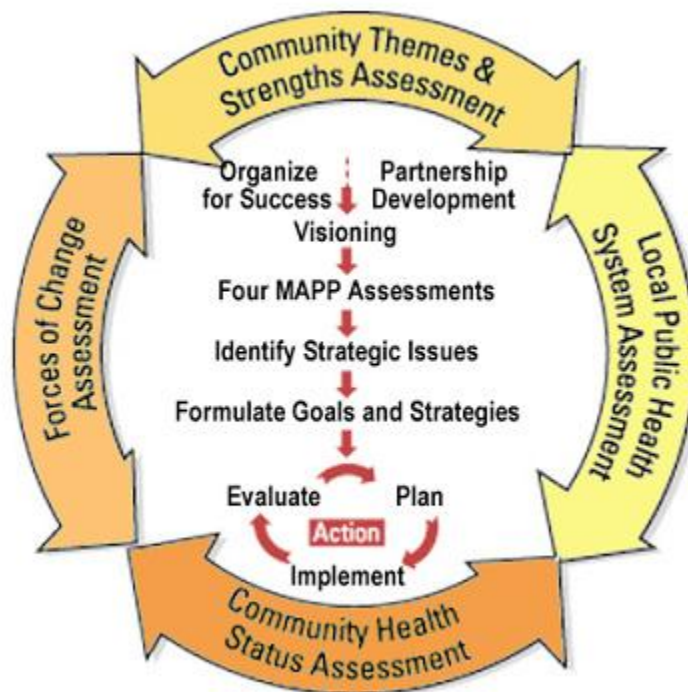 Community Themes &
Strengths Assessment
Organize
for Success
Partnership
Development
Visioning
Four MAPP Assessments
Identify Strategic Issues
Formulate Goals and Strategies
Evaluate
Plan
Action
Implement
Forces of Change
Assessment
Local Public Health
System Assessment
Community Health
Status Assessment